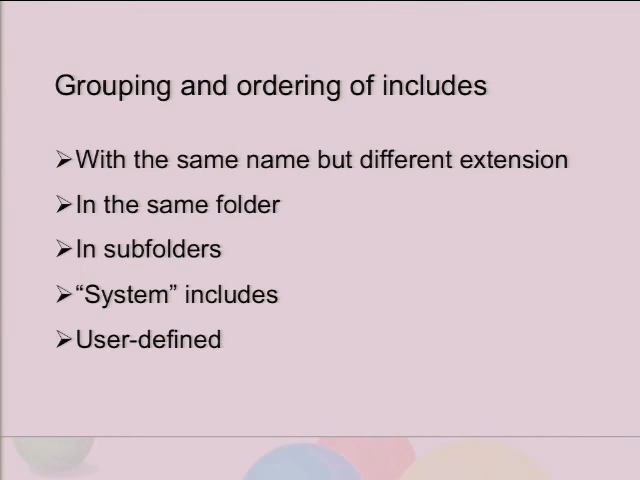 Grouping and ordering of includes
➢With the same name but different extension
➢In the same folder
➢In subfolders
➢“System” includes
➢User-defined